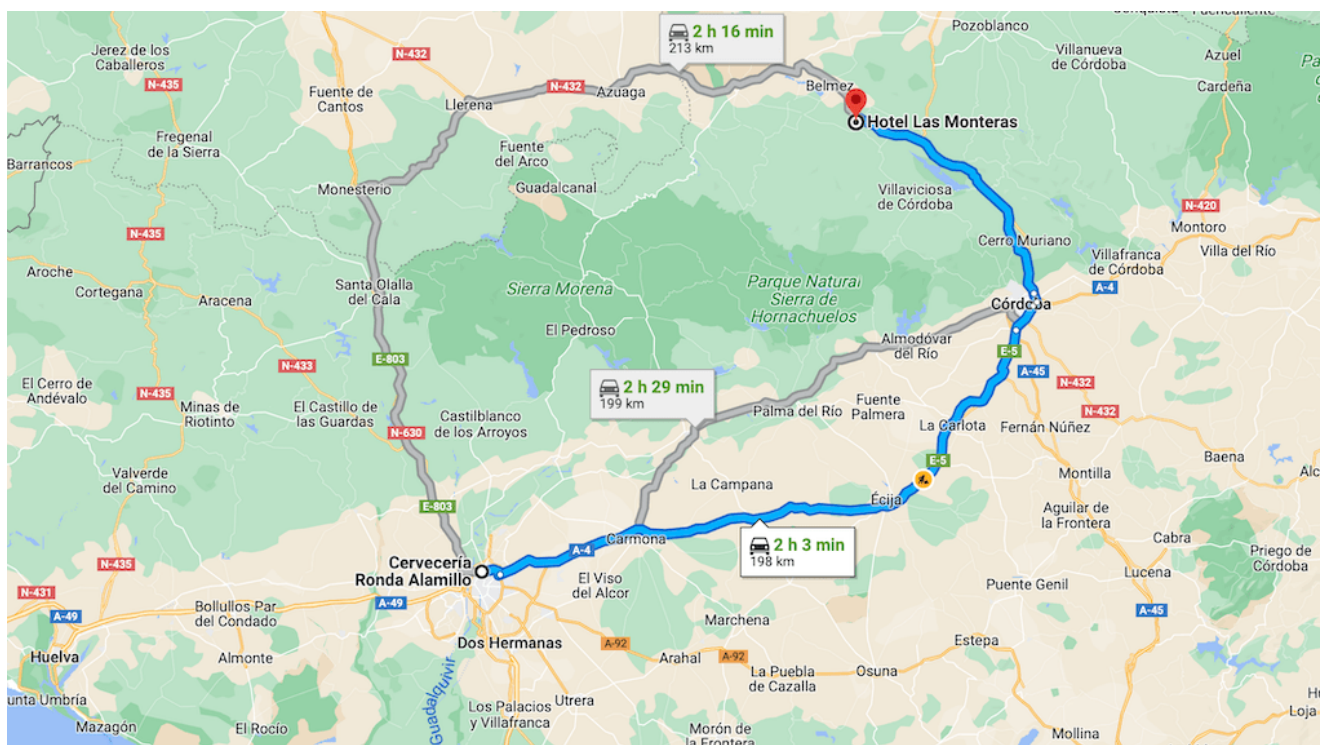 2 h 16 min
213 km
Pozoblanco
Fuencaliente
Jerez de los
Caballeros
N-432
Villanueva
de Córdoba
Azuel
N-435
Fuente de
Cantos
Llerena
N-432
Azuaga
Belmez
Cardeña
Hotel Las Monteras
Fregenal
de la Sierra
Fuente
del Arco
Barrancos
Monesterio
Guadalcanal
Villaviciosa
de Córdoba
N-420
Montoro
N-435
Cerro Muriano
Villa del Río
Villafranca
de Córdoba
Aroche
Cortegana
Aracena
Santa Olalla
del Cala
Sierra Morena
Parque Natural
Sierra de
Hornachuelos
Córdoba
A-4
El Pedroso
Almodóvar
del Río
E-803
E-5
N-433
A-45
N-432
El Cerro de
Andévalo
N-435
2 h 29 min
199 km
Minas de
Riotinto
El Castillo de
las Guardas
Castilblanco
de los Arroyos
Palma del Río
Fuente
Palmera
N-432
N-630
La Carlota
Fernán Núñez
Baena
E-5
Valverde
del Camino
La Campana
Montilla
E-803
Écija
Aguilar de
la Frontera
Carmona
A-4
2 h 3 min
198 km
Cabra
Priego de
Córdoba
Cervecería
Ronda Alamillo
N-435
N-431
El Viso
del Alcor
Puente Genil
Lucena
A-49
A-49
Bollullos Par
del Condado
Marchena
A-45
Dos Hermanas
A-92
Estepa
Huelva
Almonte
Arahal
A-92
La Puebla
de Cazalla
Osuna
Guadalquivir
Utrera
Punta Umbría
Mazagón
El Rocío
Los Palacios
y Villafranca
Morón de
la Frontera
Mollina
Loja